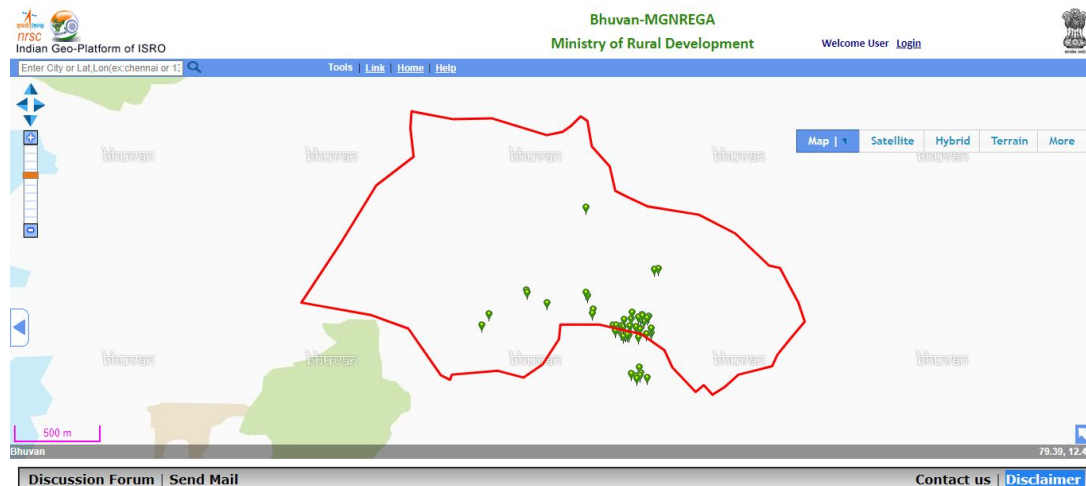 nrsc
Indian Geo-Platform of ISRO
Bhuvan-MGNREGA
Ministry of Rural Development
Welcome User Login
Enter City or Lat,Lon(ex:chennai or 13
Tools | Link | Home | Help
Map | Satellite Hybrid Terrain More
bhuvan bhuvan bhuvan bhuvan bhuvan
bhuvan bhuvan bhuvan bhuvan bhuvan
500 m
Bhuvan 79.39, 12.4
Discussion Forum | Send Mail Contact us | Disclaimer